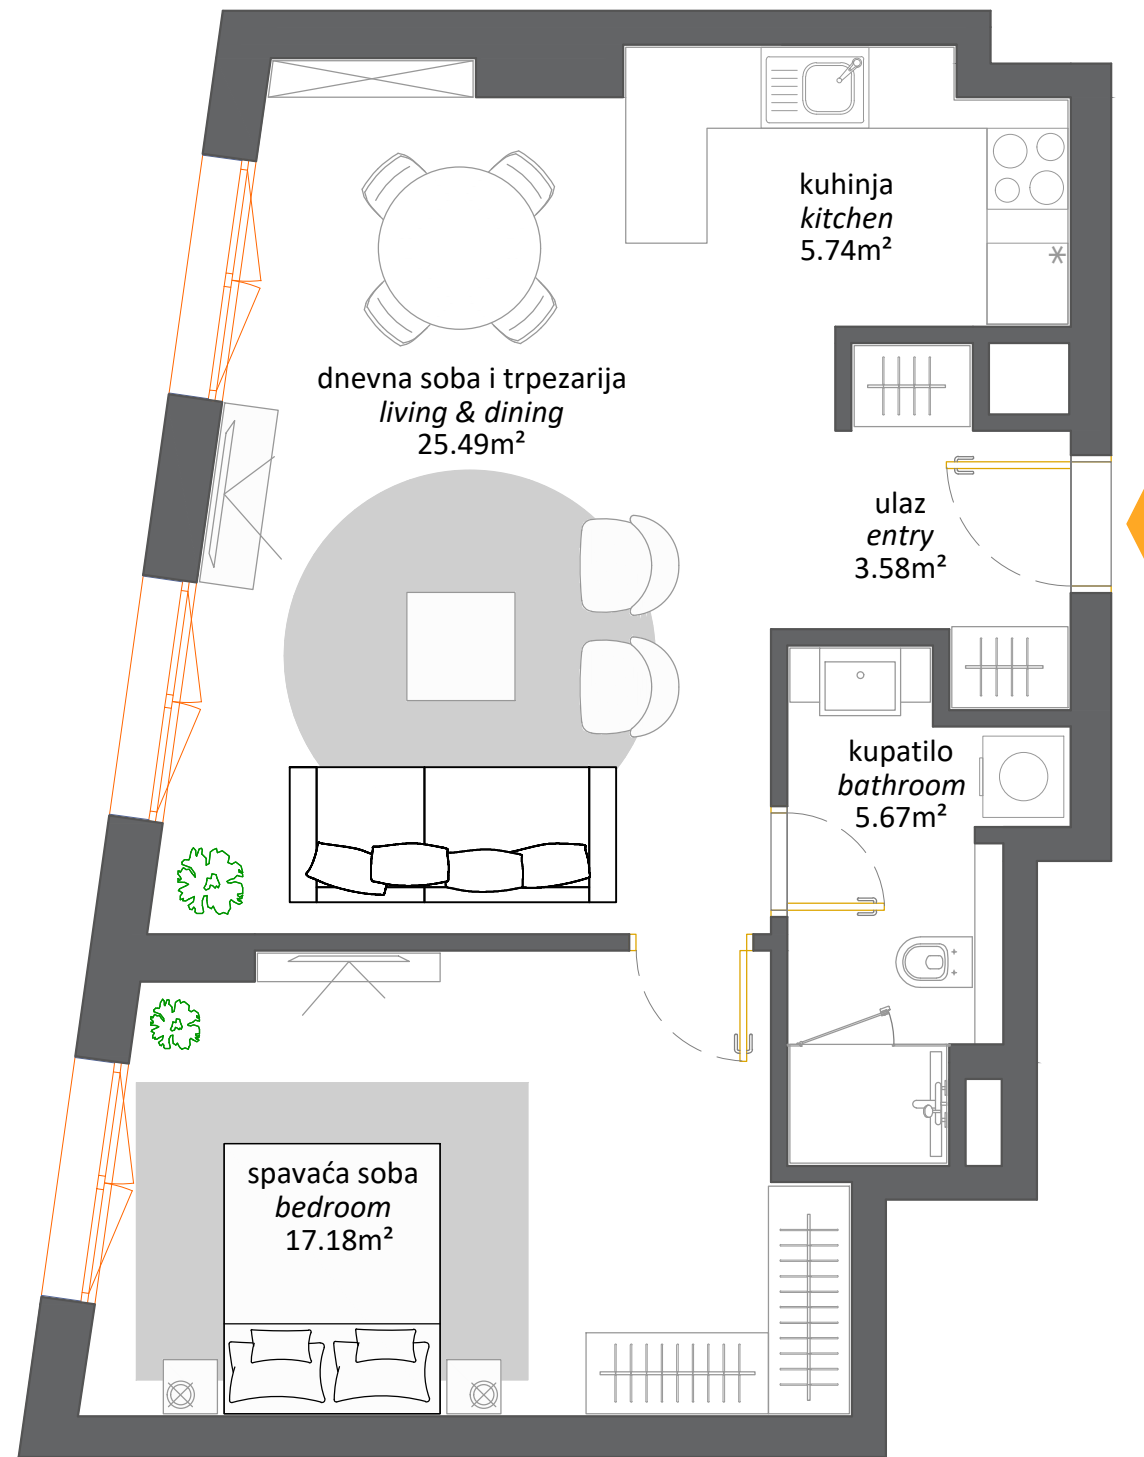 kuhinja
kitchen
5.74m²
dnevna soba i trpezarija
living & dining
25.49m²
ulaz
entry
3.58m²
kupatilo
bathroom
5.67m²
spavaća soba
bedroom
17.18m²